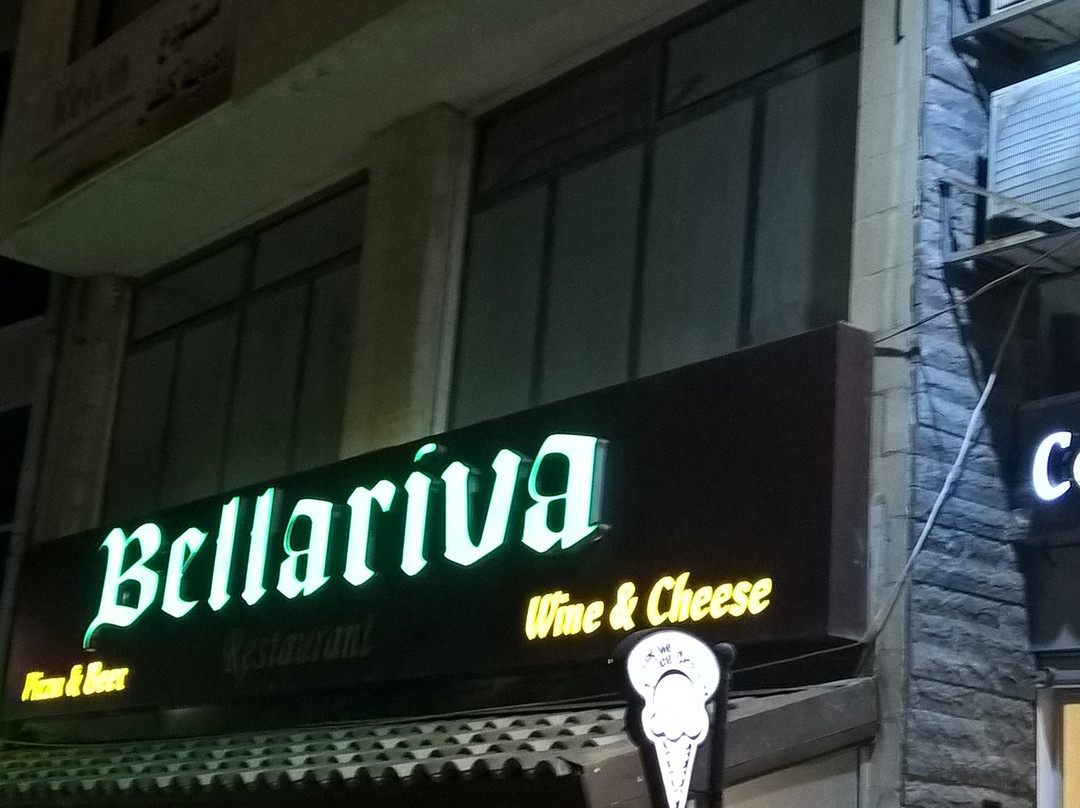 Bellariva
Restaurant
Wine & Cheese
Pizza & Beer